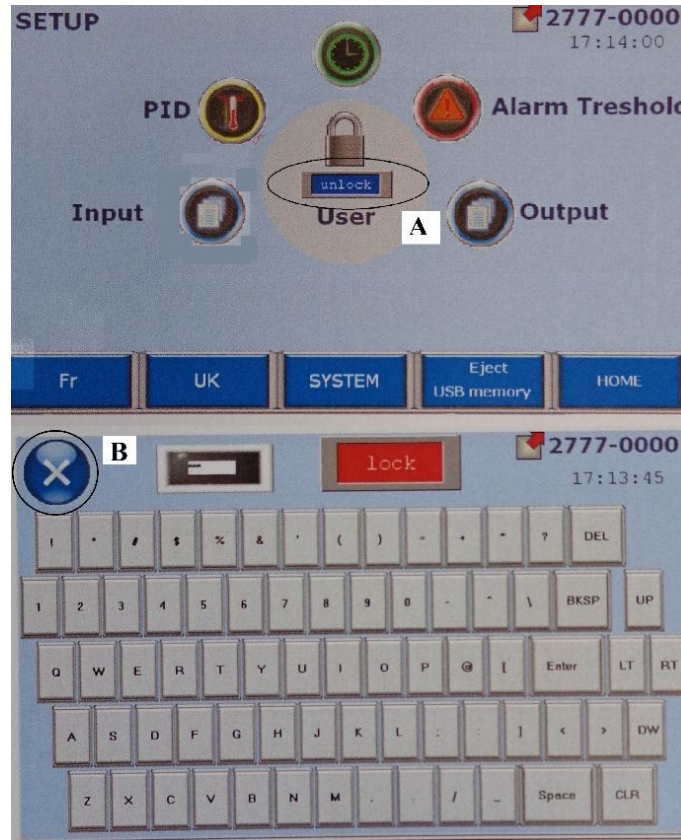 SETUP
2777-0000
17:14:00
PID
Alarm Treshold
unlock
Input
User
A
Output
Fr
UK
SYSTEM
Eject
USB memory
HOME
B
lock
2777-0000
17:13:45
$ % & ' ( ) ? DEL
1 2 3 4 5 6 7 8 9 0 - ^ \ BKSP UP
Q W E R T Y U I O P @ [ Enter LT RT
A S D F G H J K L ; : ] < > DW
Z X C V B N M , . / _ Space CLR